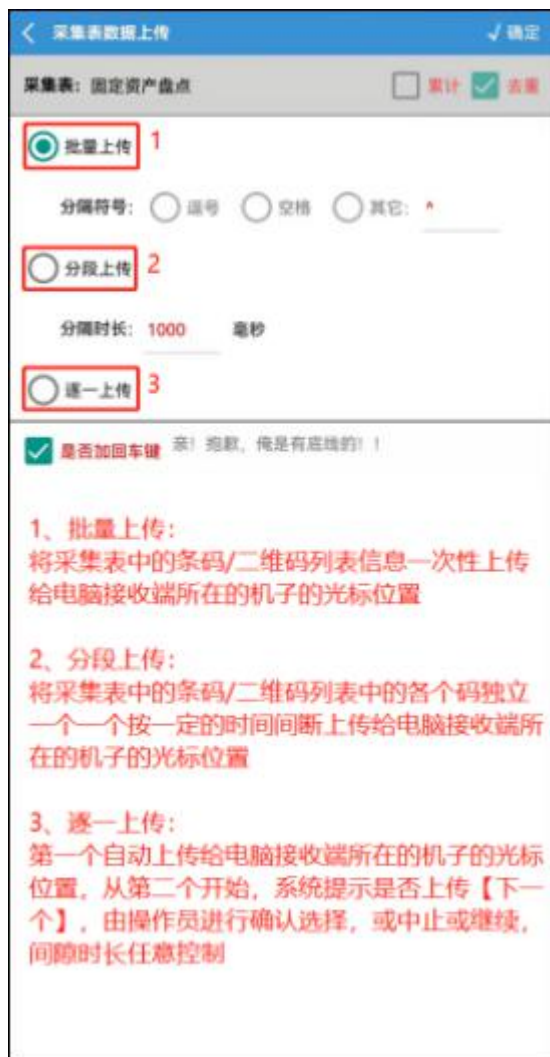 采集表数据上传 √确定
采集表：固定资产盘点 累计 去重
批量上传 1
分隔符号： 逗号 空格 其它： ^
分段上传 2
分隔时长： 1000 毫秒
逐一上传 3
是否加回车键 亲！抱歉，俺是有底线的！！
1、批量上传：
将采集表中的条码/二维码列表信息一次性上传
给电脑接收端所在的机子的光标位置
2、分段上传：
将采集表中的条码/二维码列表中的各个码独立
一个一个按一定的时间间断上传给电脑接收端所
在的机子的光标位置
3、逐一上传：
第一个自动上传给电脑接收端所在的机子的光标
位置，从第二个开始，系统提示是否上传【下一
个】，由操作员进行确认选择，或中止或继续，
间隙时长任意控制